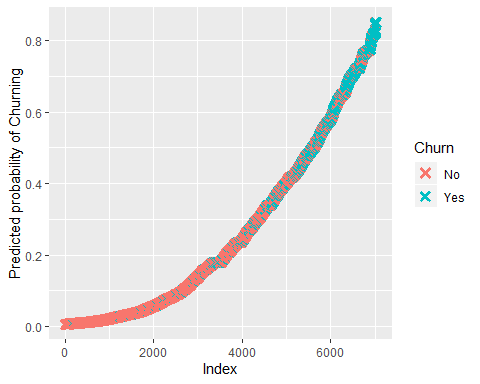 Predicted probability of Churning
0.8
0.6
0.4
0.2
0.0
0 2000 4000 6000
Index
Churn
No
Yes